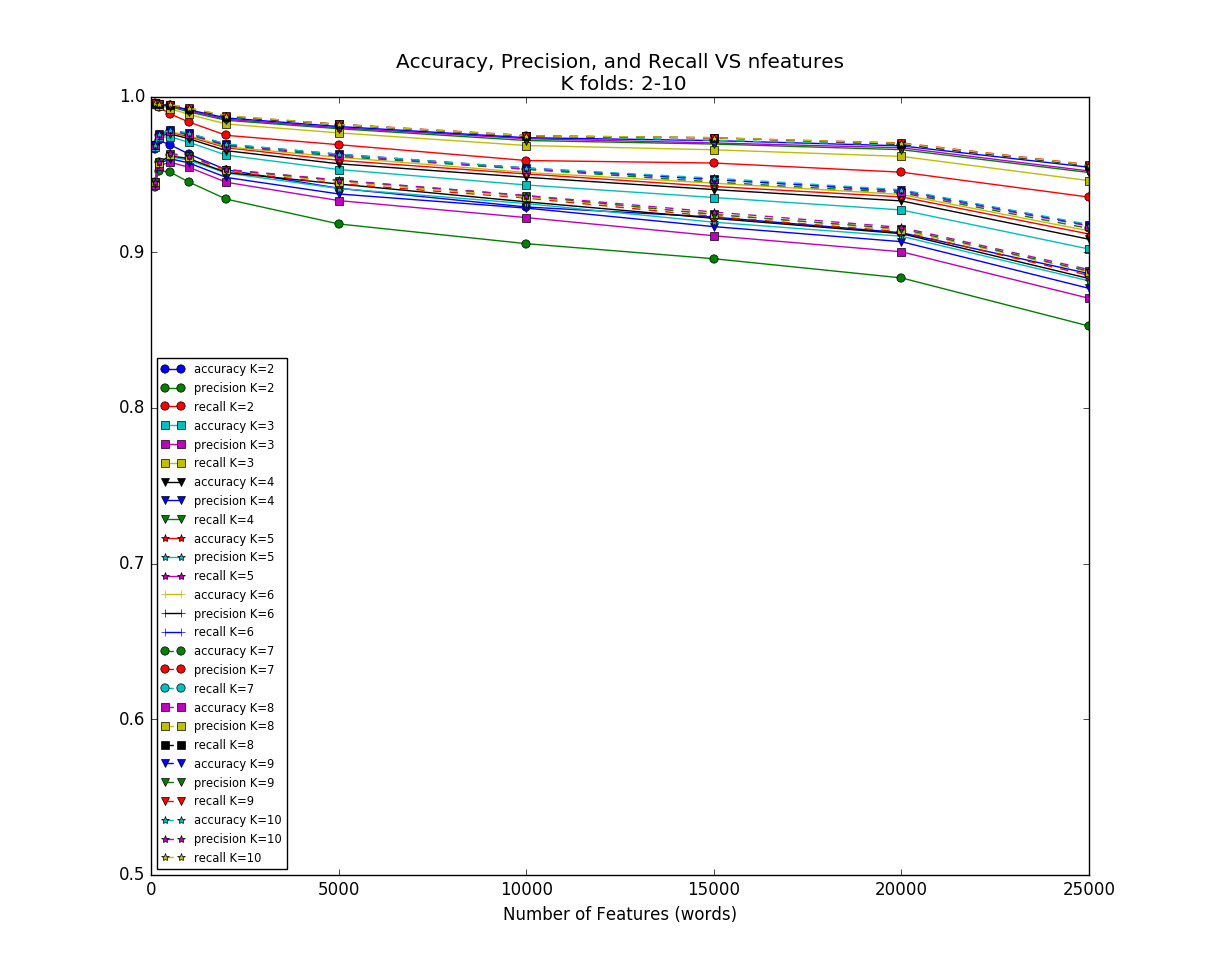 Accuracy, Precision, and Recall VS nfeatures
K folds: 2-10
1.0
0.9
0.8
0.7
0.6
0.5
accuracy K=2
precision K=2
recall K=2
accuracy K=3
precision K=3
recall K=3
accuracy K=4
precision K=4
recall K=4
accuracy K=5
precision K=5
recall K=5
accuracy K=6
precision K=6
recall K=6
accuracy K=7
precision K=7
recall K=7
accuracy K=8
precision K=8
recall K=8
accuracy K=9
precision K=9
recall K=9
accuracy K=10
precision K=10
recall K=10
0 5000 10000 15000 20000 25000
Number of Features (words)